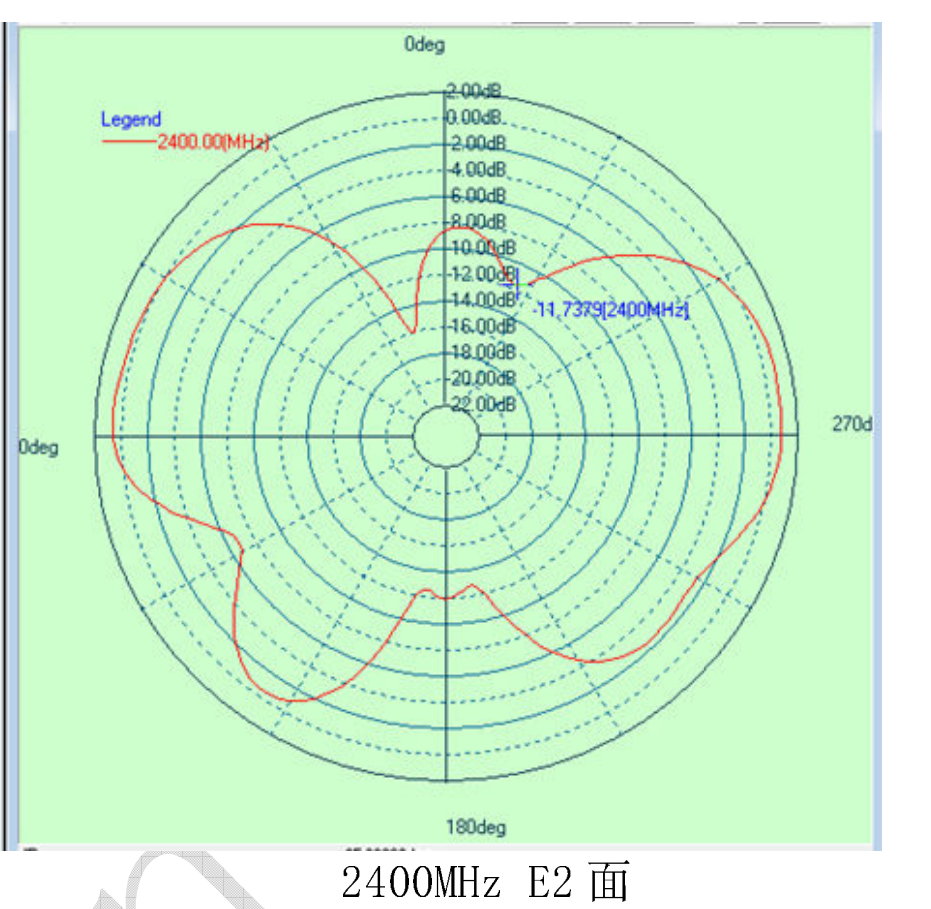 0deg
Legend
2400.00[MHz]
2.00dB
0.00dB
-2.00dB
-4.00dB
-6.00dB
-8.00dB
-10.00dB
-12.00dB
-14.00dB
-16.00dB
-18.00dB
-20.00dB
-22.00dB
-11.7379[2400MHz]
270d
0deg
180deg
2400MHz E2 面